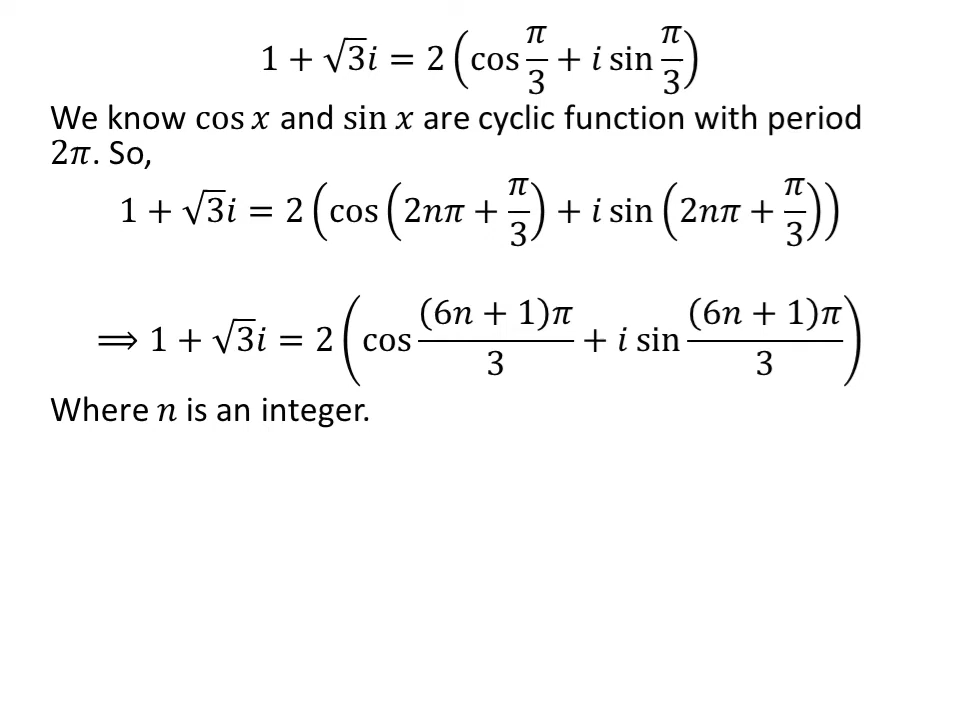 1 + √3i = 2(cos π/3 + i sin π/3)
We know cos x and sin x are cyclic function with period
2π. So,
1 + √3i = 2(cos(2nπ + π/3) + i sin(2nπ + π/3))
⟹ 1 + √3i = 2(cos (6n + 1)π/3 + i sin (6n + 1)π/3)
Where n is an integer.